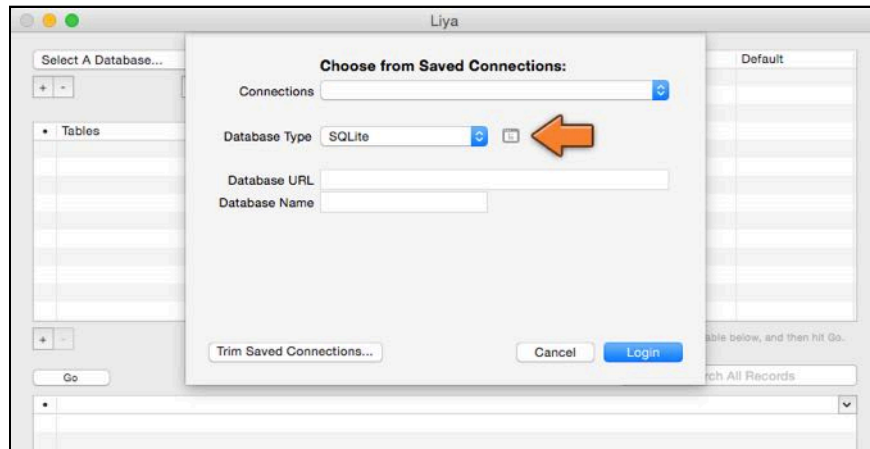 Liya
Select A Database...
Default
+ -
Choose from Saved Connections:
Connections
• Tables
Database Type SQLite
Database URL
Database Name
+ -
able below, and then hit Go.
Trim Saved Connections...
Cancel
Login
Go
rch All Records
•